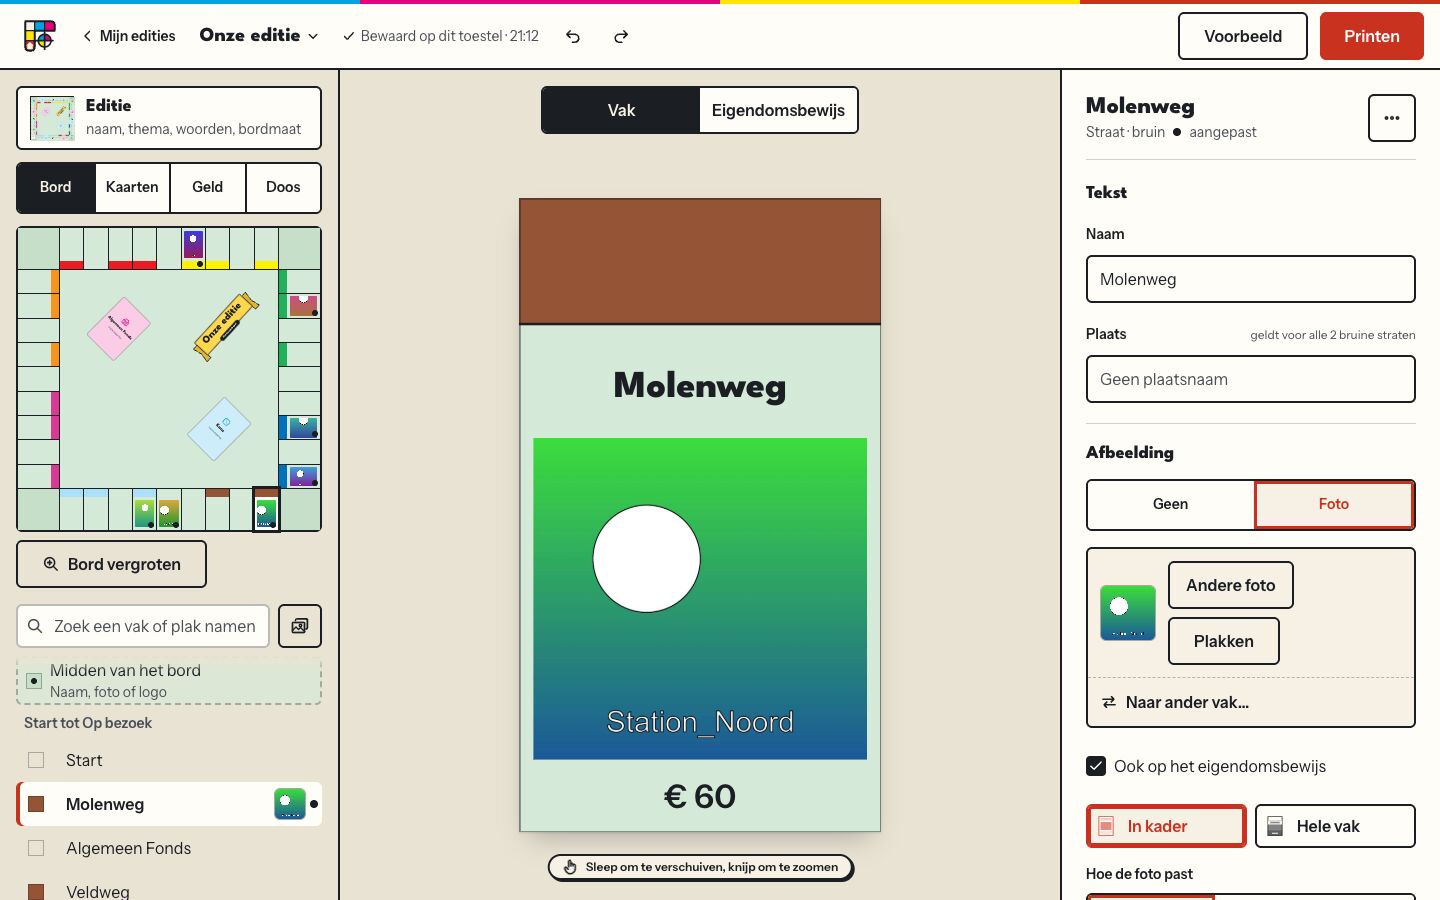 Mijn edities
Onze editie
Bewaard op dit toestel · 21:12
Voorbeeld
Printen
Editie
naam, thema, woorden, bordmaat
Bord
Kaarten
Geld
Doos
Algemeen Fonds
Onze editie
Bord vergroten
Zoek een vak of plak namen
Midden van het bord
Naam, foto of logo
Start tot Op bezoek
Start
Molenweg
Algemeen Fonds
Veldweg
Vak
Eigendomsbewijs
Molenweg
Station_Noord
€ 60
Sleep om te verschuiven, knijp om te zoomen
Molenweg
Straat · bruin ● aangepast
Tekst
Naam
Molenweg
Plaats
geldt voor alle 2 bruine straten
Geen plaatsnaam
Afbeelding
Geen
Foto
Andere foto
Plakken
Naar ander vak...
Ook op het eigendomsbewijs
In kader
Hele vak
Hoe de foto past